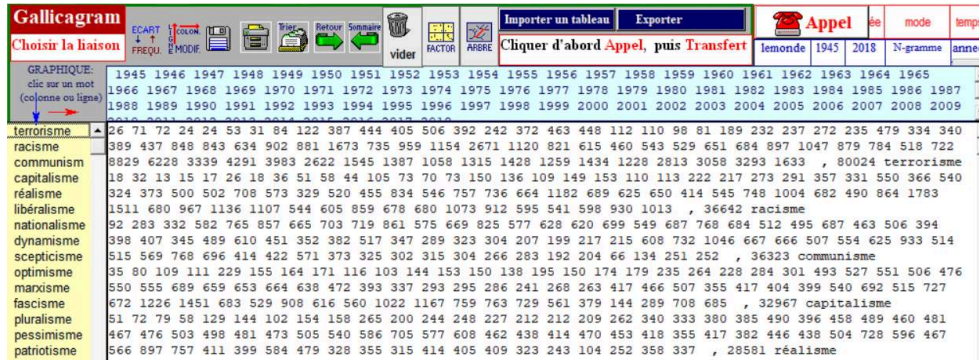 Gallicagram
Choisir la liaison
ECART
FREQU.
COLON.
MODIF.
Trier
Retour
Sommaire
vider
FACTOR
ARBRE
Importer un tableau Exporter
Cliquer d'abord Appel, puis Transfert
Appel
ée mode temps
lemonde 1945 2018 N-gramme anne
GRAPHIQUE:
clic sur un mot
(colonne ou ligne)
1945 1946 1947 1948 1949 1950 1951 1952 1953 1954 1955 1956 1957 1958 1959 1960 1961 1962 1963 1964 1965
1966 1967 1968 1969 1970 1971 1972 1973 1974 1975 1976 1977 1978 1979 1980 1981 1982 1983 1984 1985 1986 1987
1988 1989 1990 1991 1992 1993 1994 1995 1996 1997 1998 1999 2000 2001 2002 2003 2004 2005 2006 2007 2008 2009
terrorisme 26 71 72 24 24 53 31 84 122 387 444 405 506 392 242 372 463 448 112 110 98 81 189 232 237 272 235 479 334 340
racisme 389 437 848 843 634 902 881 1673 735 959 1154 2671 1120 821 615 460 543 529 651 684 897 1047 879 784 518 722
communism 8829 6228 3339 4291 3983 2622 1545 1387 1058 1315 1428 1259 1434 1228 2813 3058 3293 1633 , 80024 terrorisme
capitalisme 18 32 13 15 17 26 18 36 51 58 44 105 73 70 73 150 136 109 149 153 110 113 222 217 273 291 357 331 550 366 540
réalisme 324 373 500 502 708 573 329 520 455 834 546 757 736 664 1182 689 625 650 414 545 748 1004 682 490 864 1783
libéralisme 1511 680 967 1136 1107 544 605 859 678 680 1073 912 595 541 598 930 1013 , 36642 racisme
nationalisme 92 283 332 582 765 857 665 703 719 861 575 669 825 577 628 620 699 549 687 768 684 512 495 687 463 506 394
dynamisme 398 407 345 489 610 451 352 382 517 347 289 323 304 207 199 217 215 608 732 1046 667 666 507 554 625 933 514
scepticisme 515 569 768 696 414 422 571 373 325 302 315 304 266 283 192 204 66 134 251 252 , 36323 communisme
optimisme 35 80 109 111 229 155 164 171 116 103 144 153 150 138 195 150 174 179 235 264 228 284 301 493 527 551 506 476
marxisme 550 555 689 659 653 664 638 472 393 337 293 295 286 241 268 263 417 466 507 355 417 404 399 540 692 515 727
fascisme 672 1226 1451 683 529 908 616 560 1022 1167 759 763 729 561 379 144 289 708 685 , 32967 capitalisme
pluralisme 51 72 79 58 129 144 102 154 158 265 200 244 248 227 212 212 209 262 340 333 380 385 490 396 458 489 460 481
pessimisme 467 476 503 498 481 473 505 540 586 705 577 608 462 438 414 470 453 418 355 417 382 446 438 504 728 596 467
patriotisme 566 897 757 411 399 584 479 328 355 315 414 405 409 323 243 104 252 358 337 , 28581 réalisme